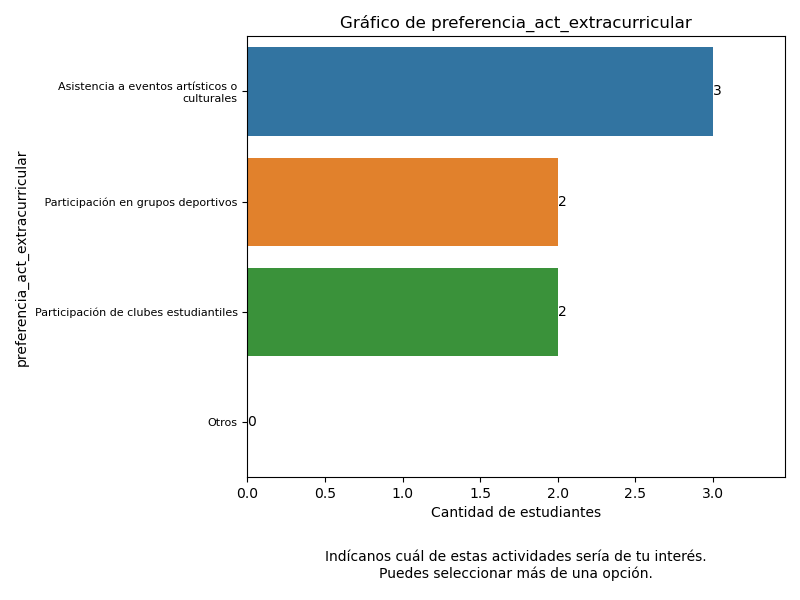 Gráfico de preferencia_act_extracurricular
preferencia_act_extracurricular
Asistencia a eventos artísticos o
culturales
3
Participación en grupos deportivos
2
Participación de clubes estudiantiles
2
Otros
0
0.0 0.5 1.0 1.5 2.0 2.5 3.0
Cantidad de estudiantes
Indícanos cuál de estas actividades sería de tu interés.
Puedes seleccionar más de una opción.